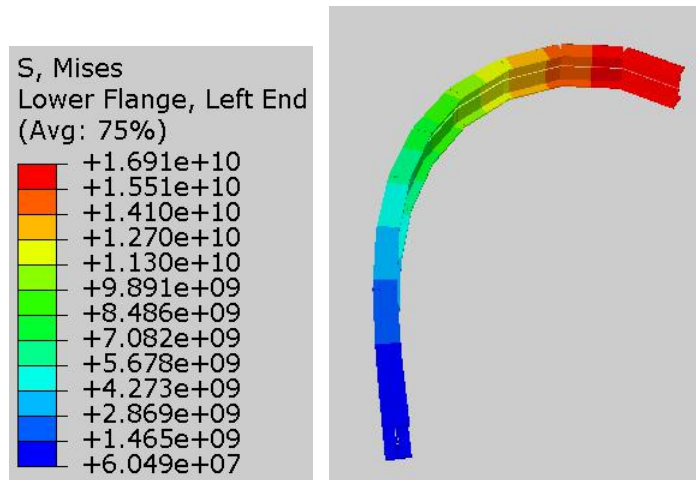 S, Mises
Lower Flange, Left End
(Avg: 75%)
+1.691e+10
+1.551e+10
+1.410e+10
+1.270e+10
+1.130e+10
+9.891e+09
+8.486e+09
+7.082e+09
+5.678e+09
+4.273e+09
+2.869e+09
+1.465e+09
+6.049e+07